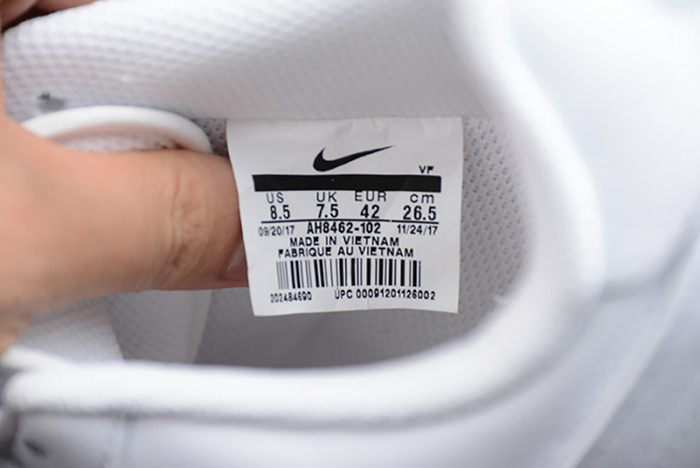 VF
US UK EUR cm
8.5 7.5 42 26.5
09/20/17 AH8462-102 11/24/17
MADE IN VIETNAM
FABRIQUE AU VIETNAM
202484690 UPC 00091201126002